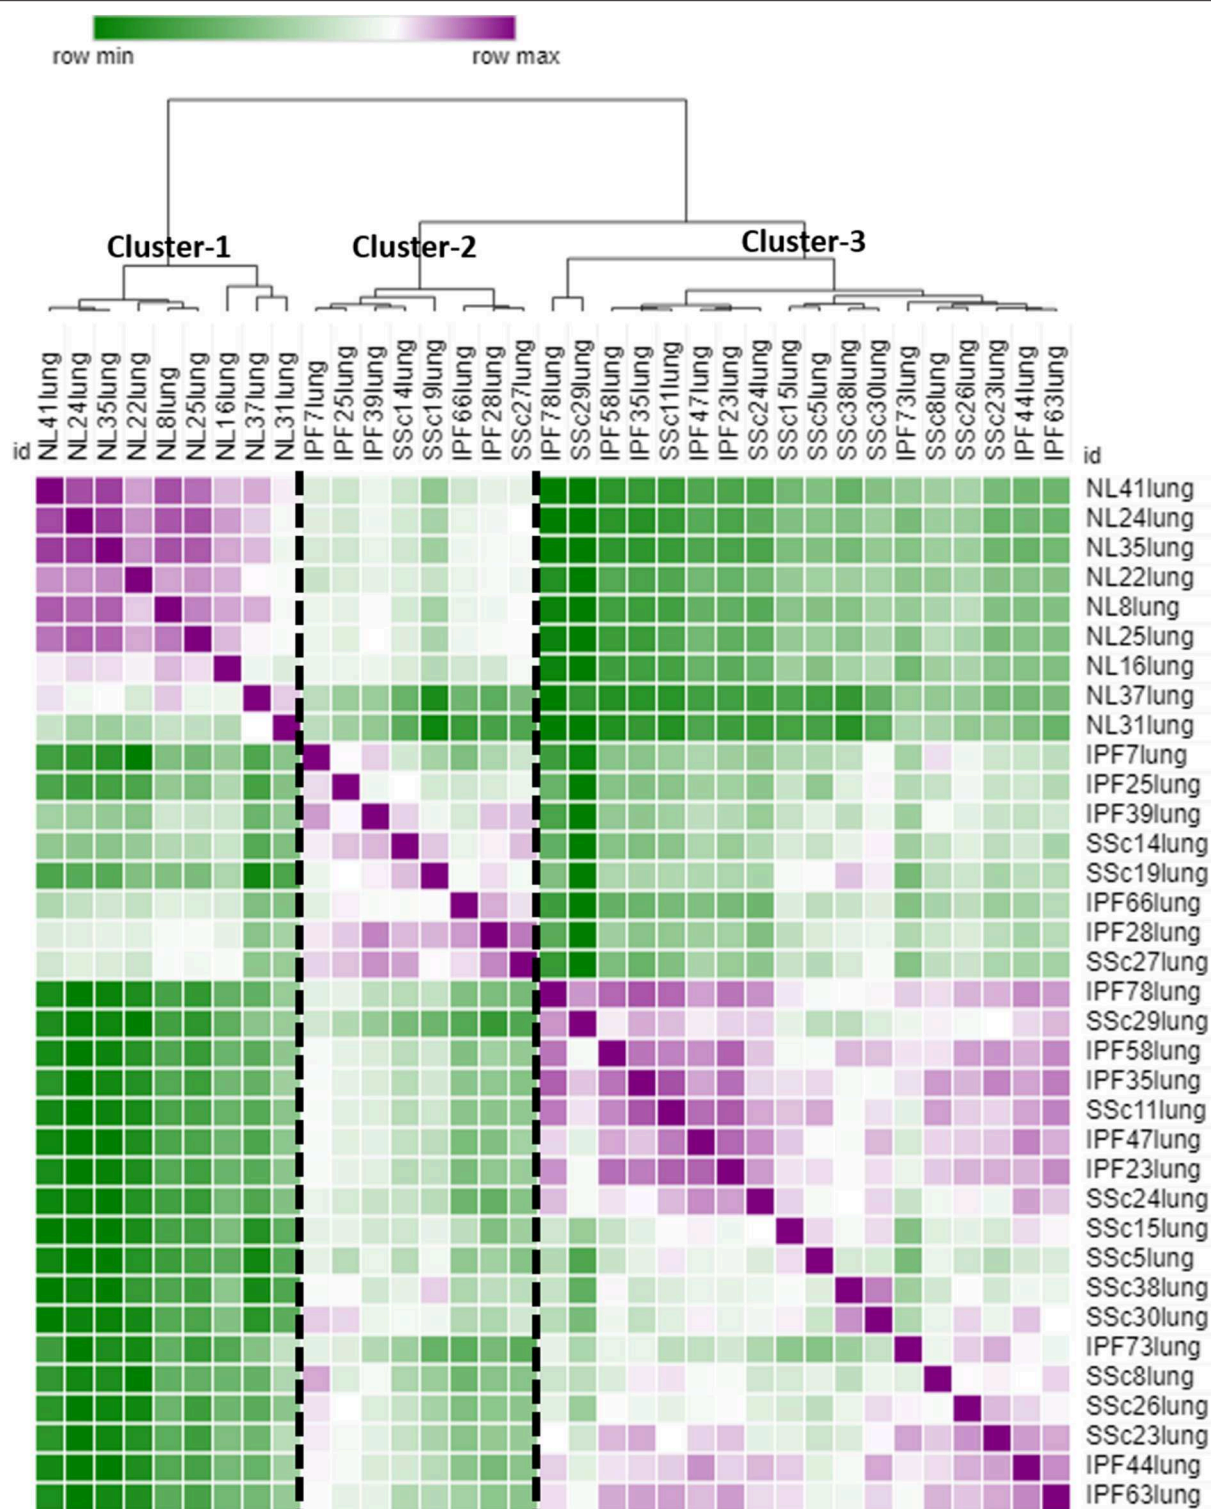 row min row max
Cluster-1 Cluster-2 Cluster-3
id NL41lung NL24lung NL35lung NL22lung NL8lung NL25lung NL16lung NL37lung NL31lung IPF7lung IPF25lung IPF39lung SSc14lung SSc19lung IPF66lung IPF28lung SSc27lung IPF78lung SSc29lung IPF58lung IPF35lung SSc11lung IPF47lung IPF23lung SSc24lung SSc15lung SSc5lung SSc38lung SSc30lung IPF73lung SSc8lung SSc26lung SSc23lung IPF44lung IPF63lung id
NL41lung
NL24lung
NL35lung
NL22lung
NL8lung
NL25lung
NL16lung
NL37lung
NL31lung
IPF7lung
IPF25lung
IPF39lung
SSc14lung
SSc19lung
IPF66lung
IPF28lung
SSc27lung
IPF78lung
SSc29lung
IPF58lung
IPF35lung
SSc11lung
IPF47lung
IPF23lung
SSc24lung
SSc15lung
SSc5lung
SSc38lung
SSc30lung
IPF73lung
SSc8lung
SSc26lung
SSc23lung
IPF44lung
IPF63lung